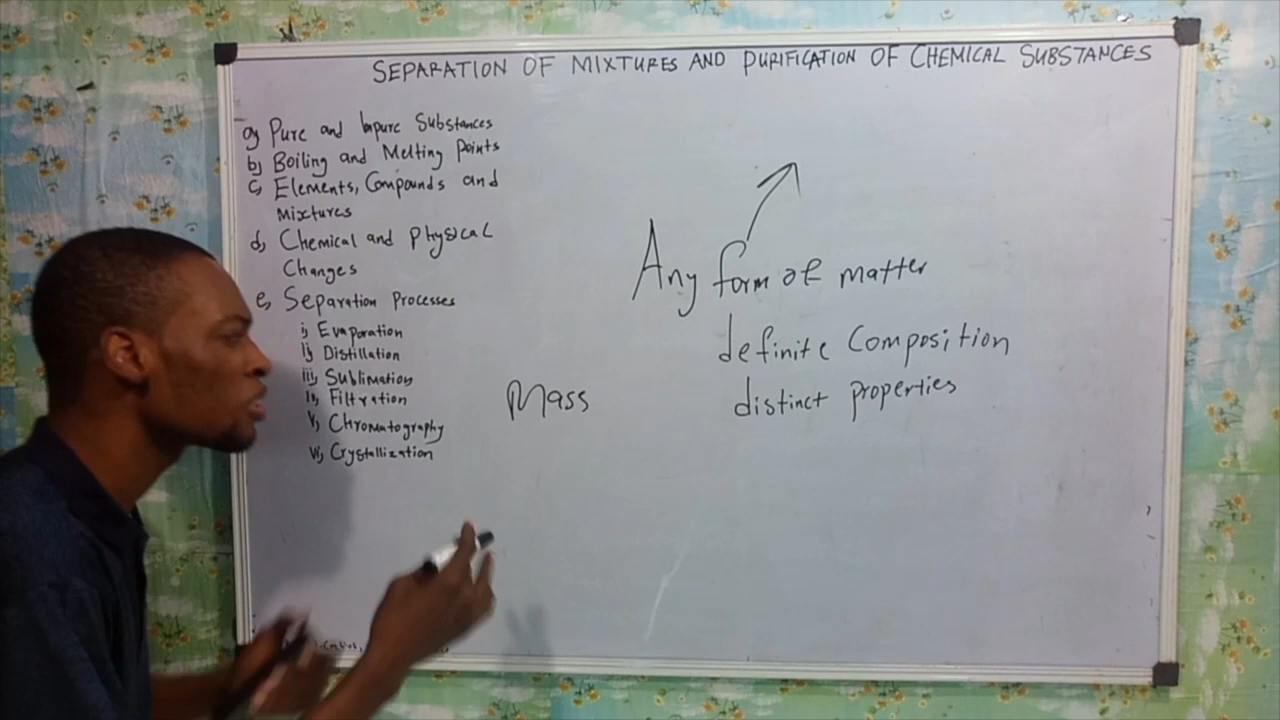 SEPARATION OF MIXTURES AND PURIFICATION OF CHEMICAL SUBSTANCES
a) Pure and Impure Substances
b) Boiling and Melting Points
c) Elements, Compounds and
Mixtures
d) Chemical and Physical
Changes
e) Separation Processes
i) Evaporation
ii) Distillation
iii) Sublimation
iv) Filtration
v) Chromatography
vi) Crystallization
Any form of matter
definite Composition
distinct properties
Mass